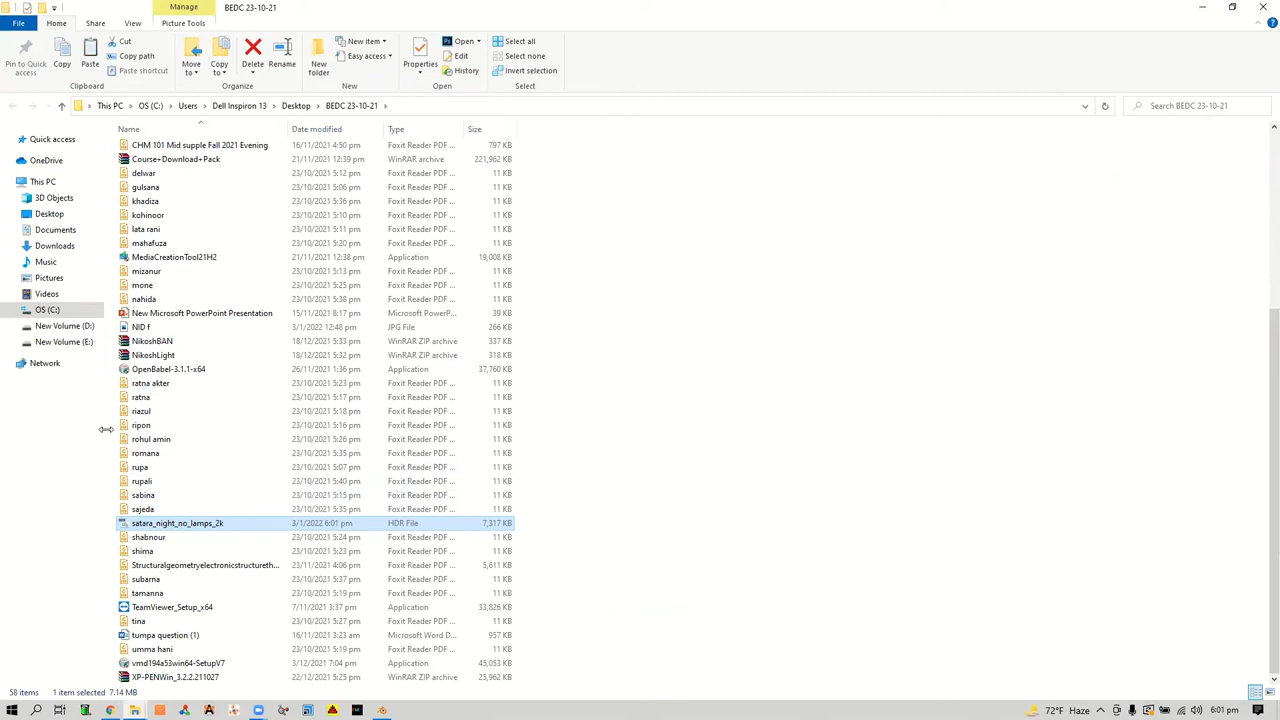 Manage
BEDC 23-10-21
File
Home
Share
View
Picture Tools
Pin to Quick access
Copy
Paste
Cut
Copy path
Paste shortcut
Clipboard
Move to
Copy to
Delete
Rename
Organize
New folder
New item
Easy access
New
Properties
Open
Edit
History
Open
Select all
Select none
Invert selection
Select
This PC
OS (C:)
Users
Dell Inspiron 13
Desktop
BEDC 23-10-21
Search BEDC 23-10-21
Quick access
OneDrive
This PC
3D Objects
Desktop
Documents
Downloads
Music
Pictures
Videos
OS (C:)
New Volume (D:)
New Volume (E:)
Network
Name Date modified Type Size
CHM 101 Mid supple Fall 2021 Evening 16/11/2021 4:50 pm Foxit Reader PDF ... 797 KB
Course+Download+Pack 21/11/2021 12:39 pm WinRAR archive 221,962 KB
delwar 23/10/2021 5:12 pm Foxit Reader PDF ... 11 KB
gulsana 23/10/2021 5:06 pm Foxit Reader PDF ... 11 KB
khadiza 23/10/2021 5:36 pm Foxit Reader PDF ... 11 KB
kohinoor 23/10/2021 5:10 pm Foxit Reader PDF ... 11 KB
lata rani 23/10/2021 5:11 pm Foxit Reader PDF ... 11 KB
mahafuza 23/10/2021 5:20 pm Foxit Reader PDF ... 11 KB
MediaCreationTool21H2 21/11/2021 12:38 pm Application 19,008 KB
mizanur 23/10/2021 5:13 pm Foxit Reader PDF ... 11 KB
mone 23/10/2021 5:09 pm Foxit Reader PDF ... 11 KB
nahida 23/10/2021 5:38 pm Foxit Reader PDF ... 11 KB
New Microsoft PowerPoint Presentation 15/11/2021 8:17 pm Microsoft PowerP... 39 KB
NID f 3/1/2022 12:48 pm JPG File 266 KB
NikoshBAN 18/12/2021 5:33 pm WinRAR ZIP archive 337 KB
NikoshLight 18/12/2021 5:32 pm WinRAR ZIP archive 318 KB
OpenBabel-3.1.1-x64 26/11/2021 1:36 pm Application 37,760 KB
ratna akter 23/10/2021 5:23 pm Foxit Reader PDF ... 11 KB
ratna 23/10/2021 5:17 pm Foxit Reader PDF ... 11 KB
riazul 23/10/2021 5:18 pm Foxit Reader PDF ... 11 KB
ripon 23/10/2021 5:16 pm Foxit Reader PDF ... 11 KB
rohul amin 23/10/2021 5:26 pm Foxit Reader PDF ... 11 KB
romana 23/10/2021 5:35 pm Foxit Reader PDF ... 11 KB
rupa 23/10/2021 5:07 pm Foxit Reader PDF ... 11 KB
rupali 23/10/2021 5:40 pm Foxit Reader PDF ... 11 KB
sabina 23/10/2021 5:15 pm Foxit Reader PDF ... 11 KB
sajeda 23/10/2021 5:35 pm Foxit Reader PDF ... 11 KB
satara_night_no_lamps_2k 3/1/2022 6:01 pm HDR File 7,317 KB
shabnour 23/10/2021 5:24 pm Foxit Reader PDF ... 11 KB
shima 23/10/2021 5:23 pm Foxit Reader PDF ... 11 KB
Structuralgeometryelectronicstructureth... 23/11/2021 4:06 pm Foxit Reader PDF ... 5,611 KB
subarna 23/10/2021 5:37 pm Foxit Reader PDF ... 11 KB
tamanna 23/10/2021 5:19 pm Foxit Reader PDF ... 11 KB
TeamViewer_Setup_x64 7/11/2021 3:37 pm Application 33,826 KB
tina 23/10/2021 5:27 pm Foxit Reader PDF ... 11 KB
tumpa question (1) 16/11/2021 3:23 am Microsoft Word D... 957 KB
umma hani 23/10/2021 5:19 pm Foxit Reader PDF ... 11 KB
vmd194a53win64-SetupV7 3/12/2021 7:04 pm Application 45,053 KB
XP-PENWin_3.2.2.211027 22/12/2021 5:25 pm WinRAR ZIP archive 25,962 KB
58 items 1 item selected 7.14 MB
72°F Haze
6:01 pm